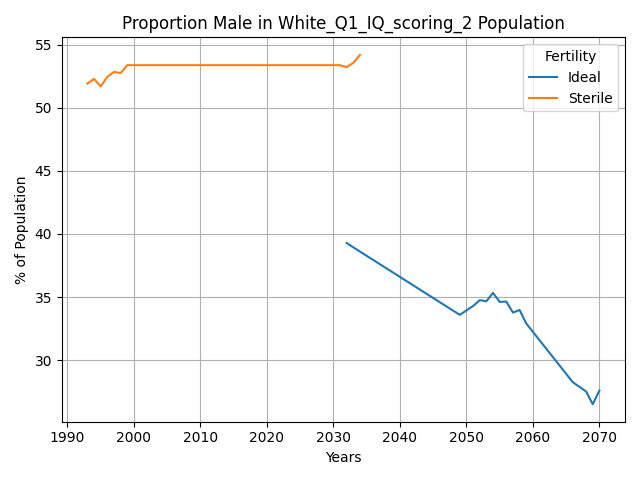 Proportion Male in White_Q1_IQ_scoring_2 Population
% of Population
55
50
45
40
35
30
Fertility
Ideal
Sterile
1990 2000 2010 2020 2030 2040 2050 2060 2070
Years